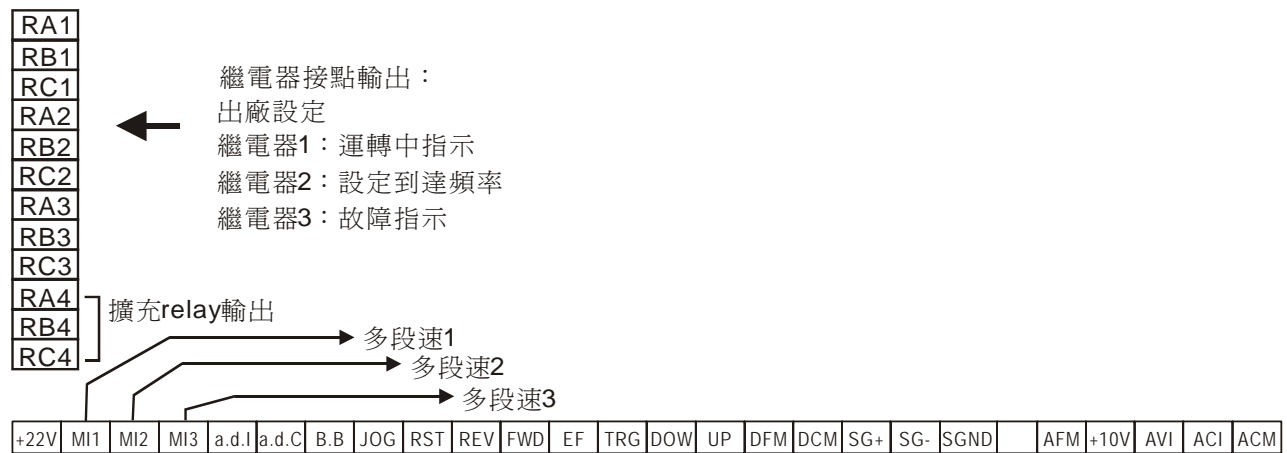 RA1
RB1
RC1
RA2
RB2
RC2
RA3
RB3
RC3
RA4
RB4
RC4
繼電器接點輸出：
出廠設定
繼電器1：運轉中指示
繼電器2：設定到達頻率
繼電器3：故障指示
擴充relay輸出
多段速1
多段速2
多段速3
+22V MI1 MI2 MI3 a.d.I a.d.C B.B JOG RST REV FWD EF TRG DOW UP DFM DCM SG+ SG- SGND AFM +10V AVI ACI ACM